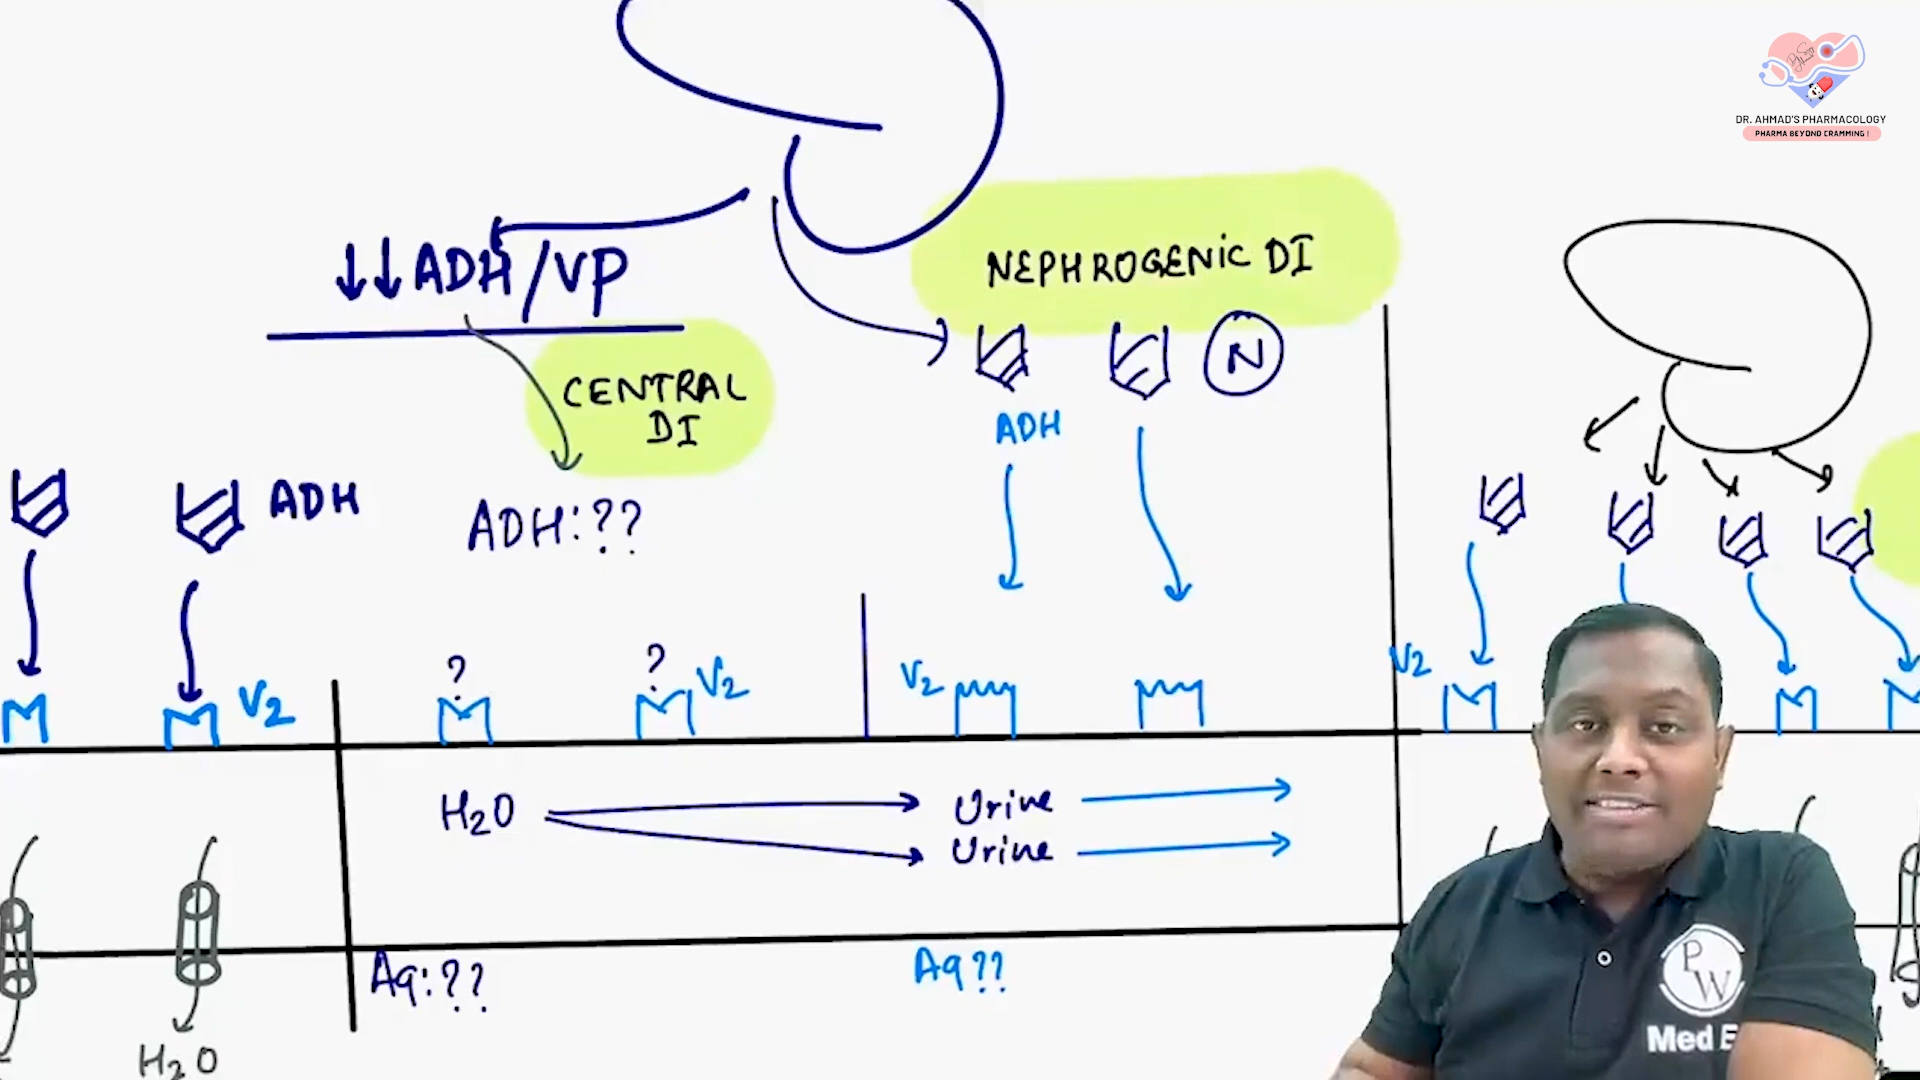 DR. AHMAD'S PHARMACOLOGY
PHARMA BEYOND CRAMMING !
↓↓ ADH/VP
NEPHROGENIC DI
N
CENTRAL
DI
ADH
ADH
ADH:??
? ?
V2 V2 V2 V2
H2O
Urine
Urine
Aq:??
Aq??
H2O
PW
Med E